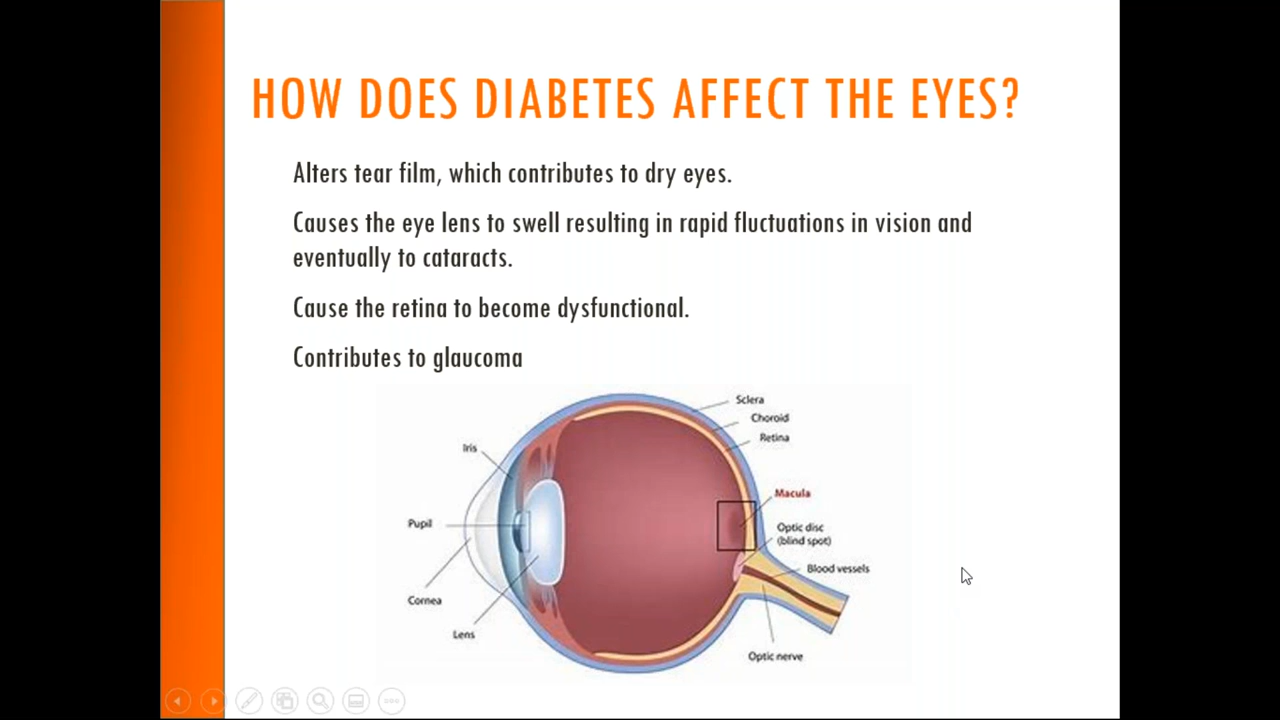 HOW DOES DIABETES AFFECT THE EYES?
Alters tear film, which contributes to dry eyes.
Causes the eye lens to swell resulting in rapid fluctuations in vision and
eventually to cataracts.
Cause the retina to become dysfunctional.
Contributes to glaucoma
Sclera
Choroid
Retina
Iris
Macula
Pupil
Optic disc
(blind spot)
Blood vessels
Cornea
Lens
Optic nerve